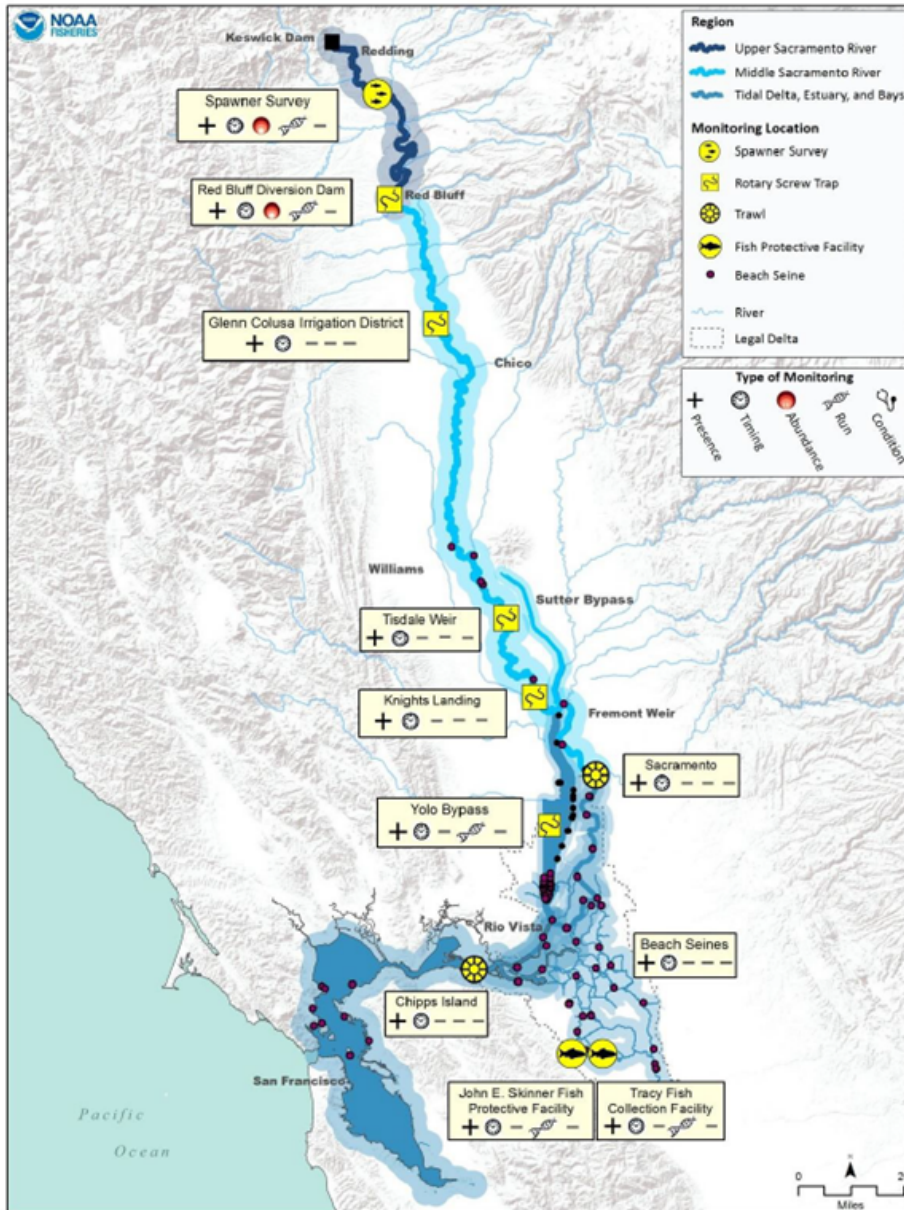 NOAA
FISHERIES
Keswick Dam
Redding
Spawner Survey
Red Bluff Diversion Dam
Red Bluff
Glenn Colusa Irrigation District
Chico
Williams
Sutter Bypass
Tisdale Weir
Knights Landing
Fremont Weir
Sacramento
Yolo Bypass
Rio Vista
Beach Seines
Chipps Island
San Francisco
John E. Skinner Fish
Protective Facility
Tracy Fish
Collection Facility
Pacific
Ocean
Region
Upper Sacramento River
Middle Sacramento River
Tidal Delta, Estuary, and Bays
Monitoring Location
Spawner Survey
Rotary Screw Trap
Trawl
Fish Protective Facility
Beach Seine
River
Legal Delta
Type of Monitoring
Presence
Timing
Abundance
Run
Condition
N
0
Miles